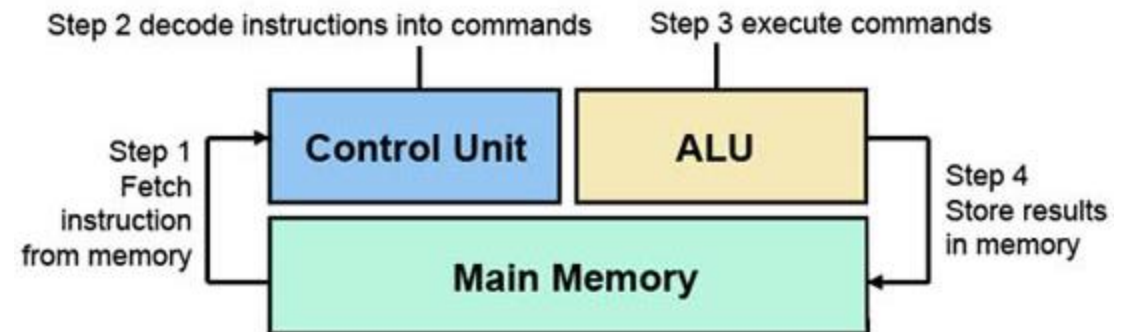 Step 2 decode instructions into commands
Step 3 execute commands
Control Unit
ALU
Step 1
Fetch
instruction
from memory
Step 4
Store results
in memory
Main Memory